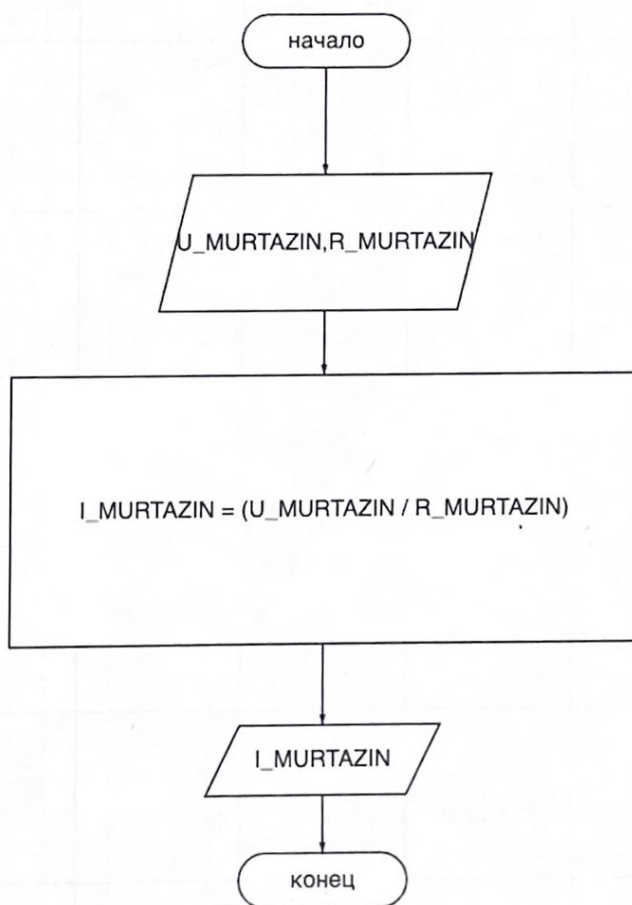 начало
U_MURTAZIN,R_MURTAZIN
I_MURTAZIN = (U_MURTAZIN / R_MURTAZIN)
I_MURTAZIN
конец